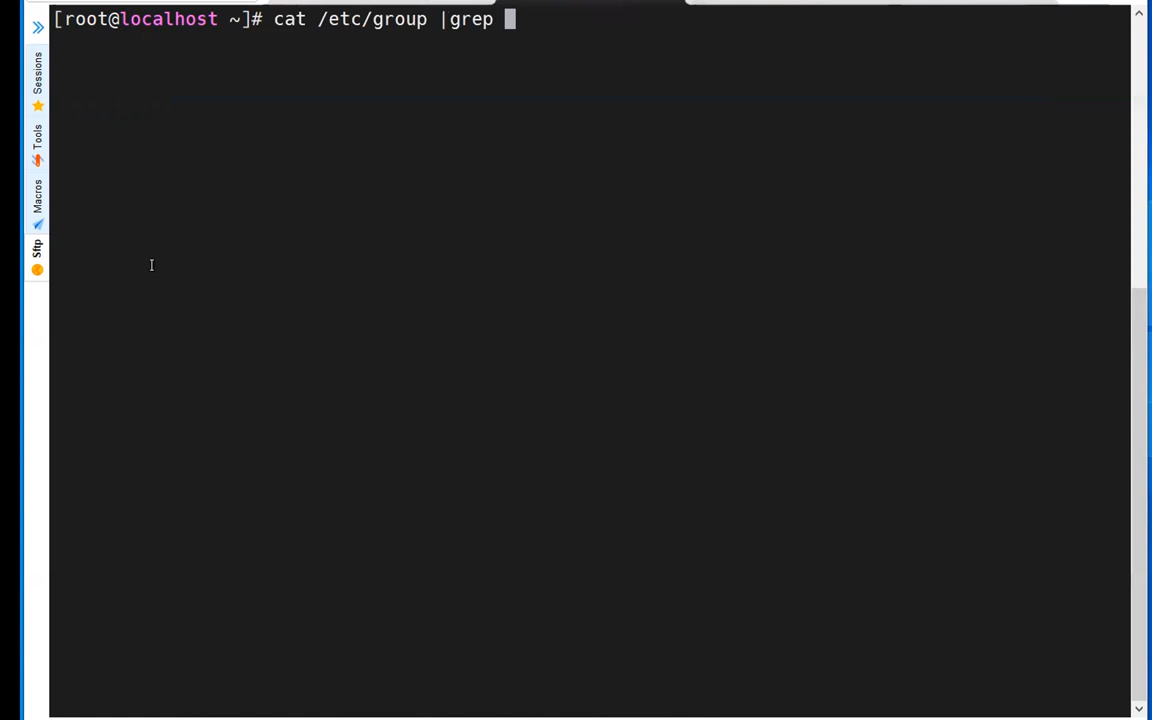 [root@localhost ~]# cat /etc/group |grep
Sessions
Tools
Macros
Sftp